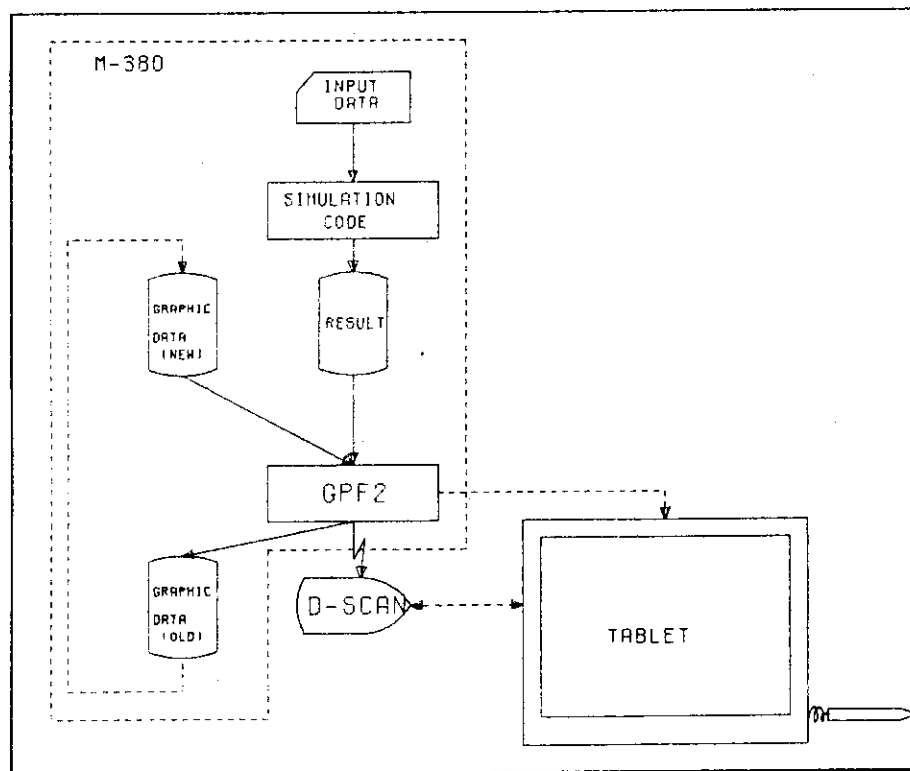 M-380
INPUT
DATA
SIMULATION
CODE
GRAPHIC
DATA
(NEW)
RESULT
GPF2
GRAPHIC
DATA
(OLD)
D-SCAN
TABLET